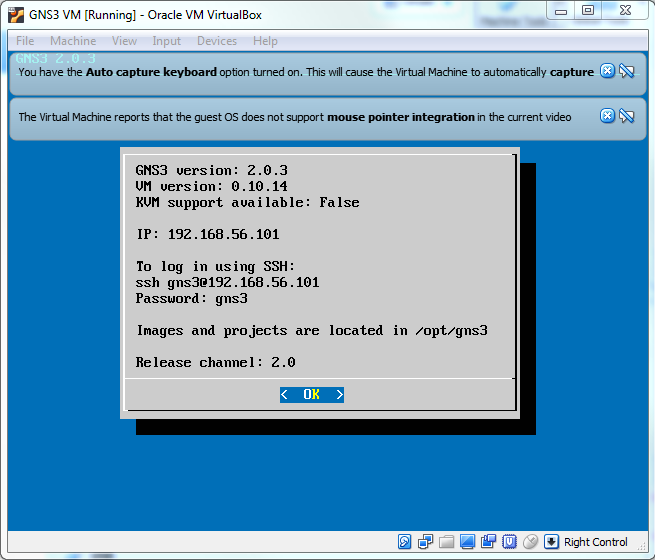 GNS3 VM [Running] - Oracle VM VirtualBox
File Machine View Input Devices Help
GNS3 2.0.3
You have the Auto capture keyboard option turned on. This will cause the Virtual Machine to automatically capture
The Virtual Machine reports that the guest OS does not support mouse pointer integration in the current video
GNS3 version: 2.0.3
VM version: 0.10.14
KVM support available: False
IP: 192.168.56.101
To log in using SSH:
ssh gns3@192.168.56.101
Password: gns3
Images and projects are located in /opt/gns3
Release channel: 2.0
< OK >
Right Control